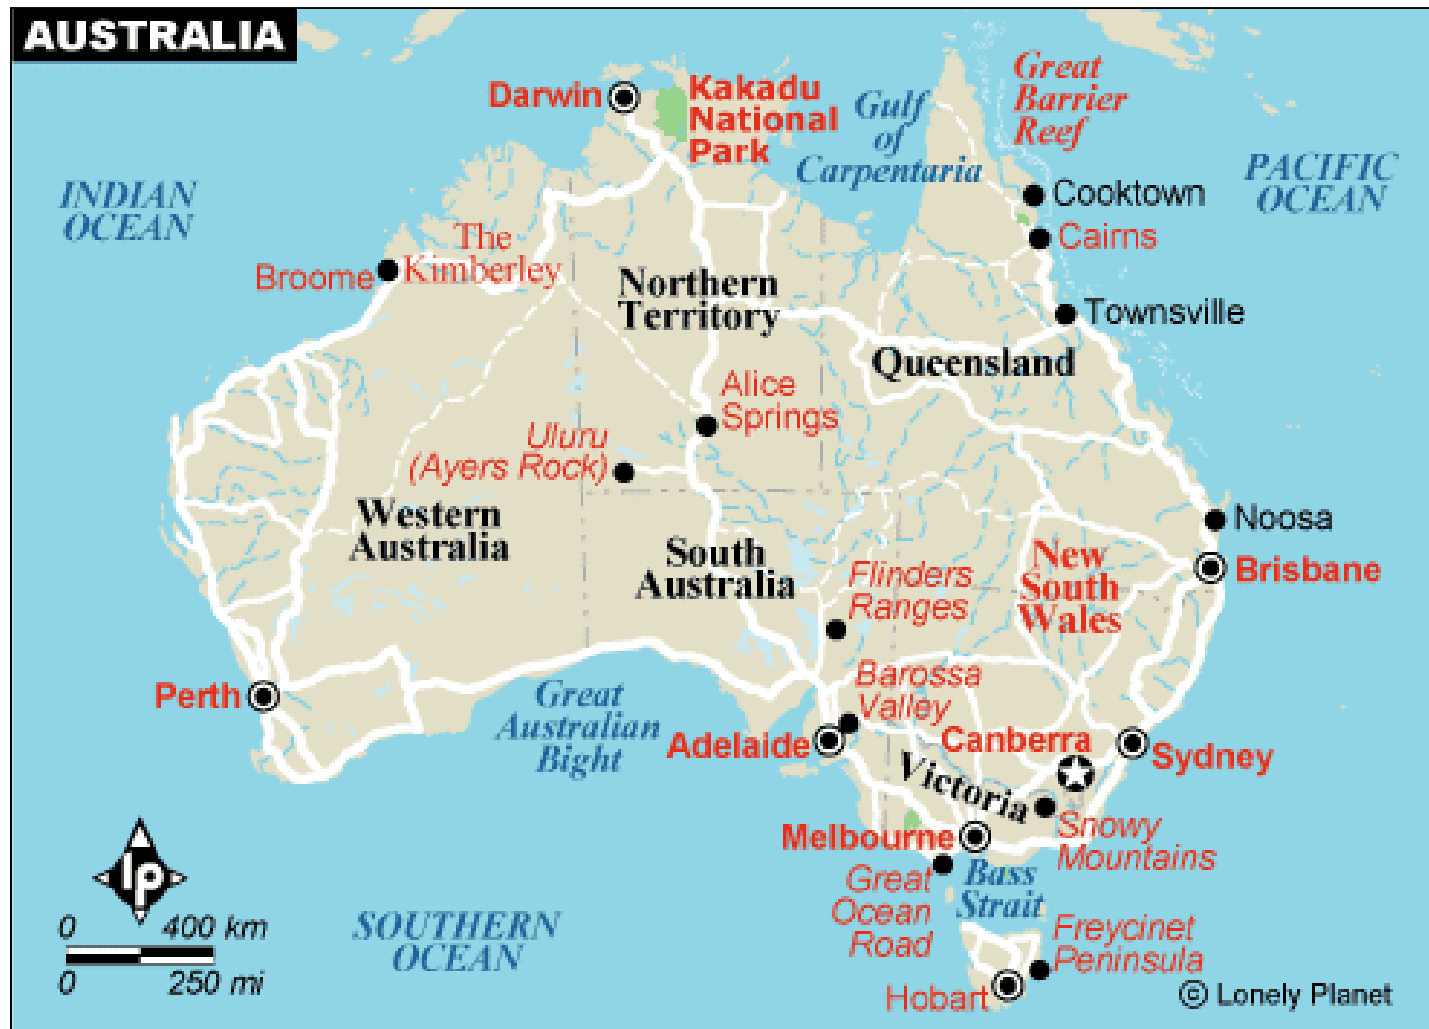 AUSTRALIA
Darwin
Kakadu
National
Park
Gulf
of
Carpentaria
Great
Barrier
Reef
PACIFIC
OCEAN
INDIAN
OCEAN
Cooktown
Cairns
The
Kimberley
Broome
Northern
Territory
Townsville
Queensland
Alice
Springs
Uluru
(Ayers Rock)
Western
Australia
South
Australia
Noosa
Brisbane
New
South
Wales
Flinders
Ranges
Barossa
Valley
Perth
Great
Australian
Bight
Adelaide
Canberra
Sydney
Victoria
Melbourne
Snowy
Mountains
Great
Ocean
Road
Bass
Strait
Freycinet
Peninsula
Hobart
SOUTHERN
OCEAN
lp
0 400 km
0 250 mi
© Lonely Planet